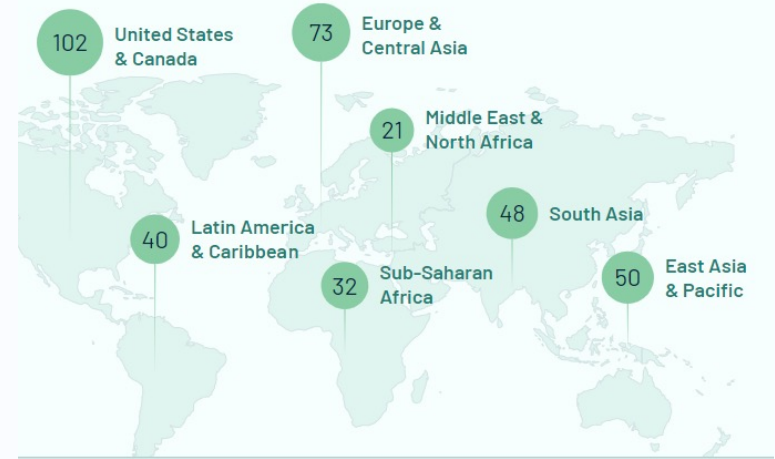 102
United States
& Canada
73
Europe &
Central Asia
21
Middle East &
North Africa
48
South Asia
40
Latin America
& Caribbean
32
Sub-Saharan
Africa
50
East Asia
& Pacific